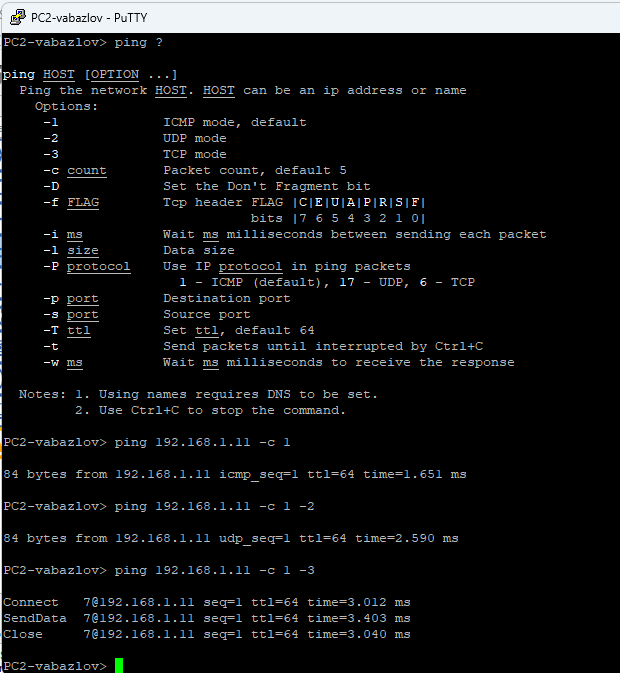 PC2-vabazlov - PuTTY
PC2-vabazlov> ping ?
ping HOST [OPTION ...]
  Ping the network HOST. HOST can be an ip address or name
    Options:
     -1             ICMP mode, default
     -2             UDP mode
     -3             TCP mode
     -c count       Packet count, default 5
     -D             Set the Don't Fragment bit
     -f FLAG        Tcp header FLAG |C|E|U|A|P|R|S|F|
                               bits |7 6 5 4 3 2 1 0|
     -i ms          Wait ms milliseconds between sending each packet
     -l size        Data size
     -P protocol    Use IP protocol in ping packets
                      1 - ICMP (default), 17 - UDP, 6 - TCP
     -p port        Destination port
     -s port        Source port
     -T ttl         Set ttl, default 64
     -t             Send packets until interrupted by Ctrl+C
     -w ms          Wait ms milliseconds to receive the response
  Notes: 1. Using names requires DNS to be set.
         2. Use Ctrl+C to stop the command.
PC2-vabazlov> ping 192.168.1.11 -c 1
84 bytes from 192.168.1.11 icmp_seq=1 ttl=64 time=1.651 ms
PC2-vabazlov> ping 192.168.1.11 -c 1 -2
84 bytes from 192.168.1.11 udp_seq=1 ttl=64 time=2.590 ms
PC2-vabazlov> ping 192.168.1.11 -c 1 -3
Connect   7@192.168.1.11 seq=1 ttl=64 time=3.012 ms
SendData  7@192.168.1.11 seq=1 ttl=64 time=3.403 ms
Close     7@192.168.1.11 seq=1 ttl=64 time=3.040 ms
PC2-vabazlov>